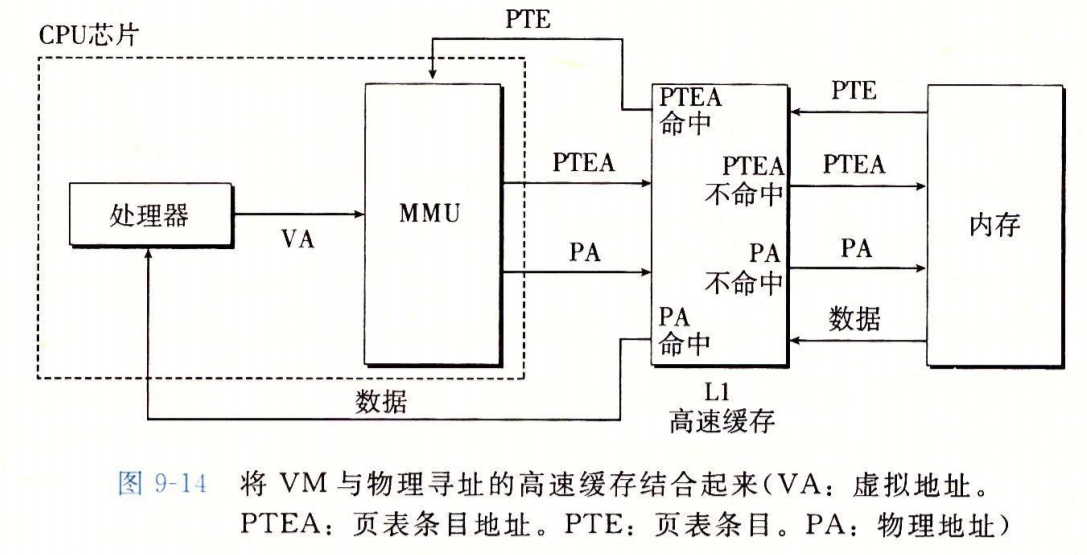 CPU芯片
PTE
PTEA
命中
PTE
PTEA
PTEA
不命中
PTEA
处理器
VA
MMU
内存
PA
PA
不命中
PA
PA
命中
数据
数据
L1
高速缓存
图 9-14 将 VM 与物理寻址的高速缓存结合起来(VA：虚拟地址。
PTEA：页表条目地址。PTE：页表条目。PA：物理地址)